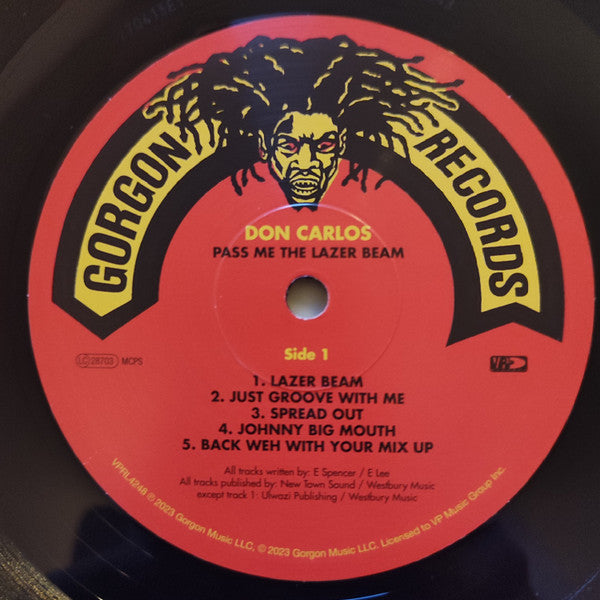 GORGON RECORDS
DON CARLOS
PASS ME THE LAZER BEAM
Side 1
LC 28703 MCPS
VP
1. LAZER BEAM
2. JUST GROOVE WITH ME
3. SPREAD OUT
4. JOHNNY BIG MOUTH
5. BACK WEH WITH YOUR MIX UP
All tracks written by: E Spencer / E Lee
All tracks published by: New Town Sound / Westbury Music
except track 1: Ulwazi Publishing / Westbury Music
VPRL4248 ℗ 2023 Gorgon Music LLC, © 2023 Gorgon Music LLC. Licensed to VP Music Group Inc.